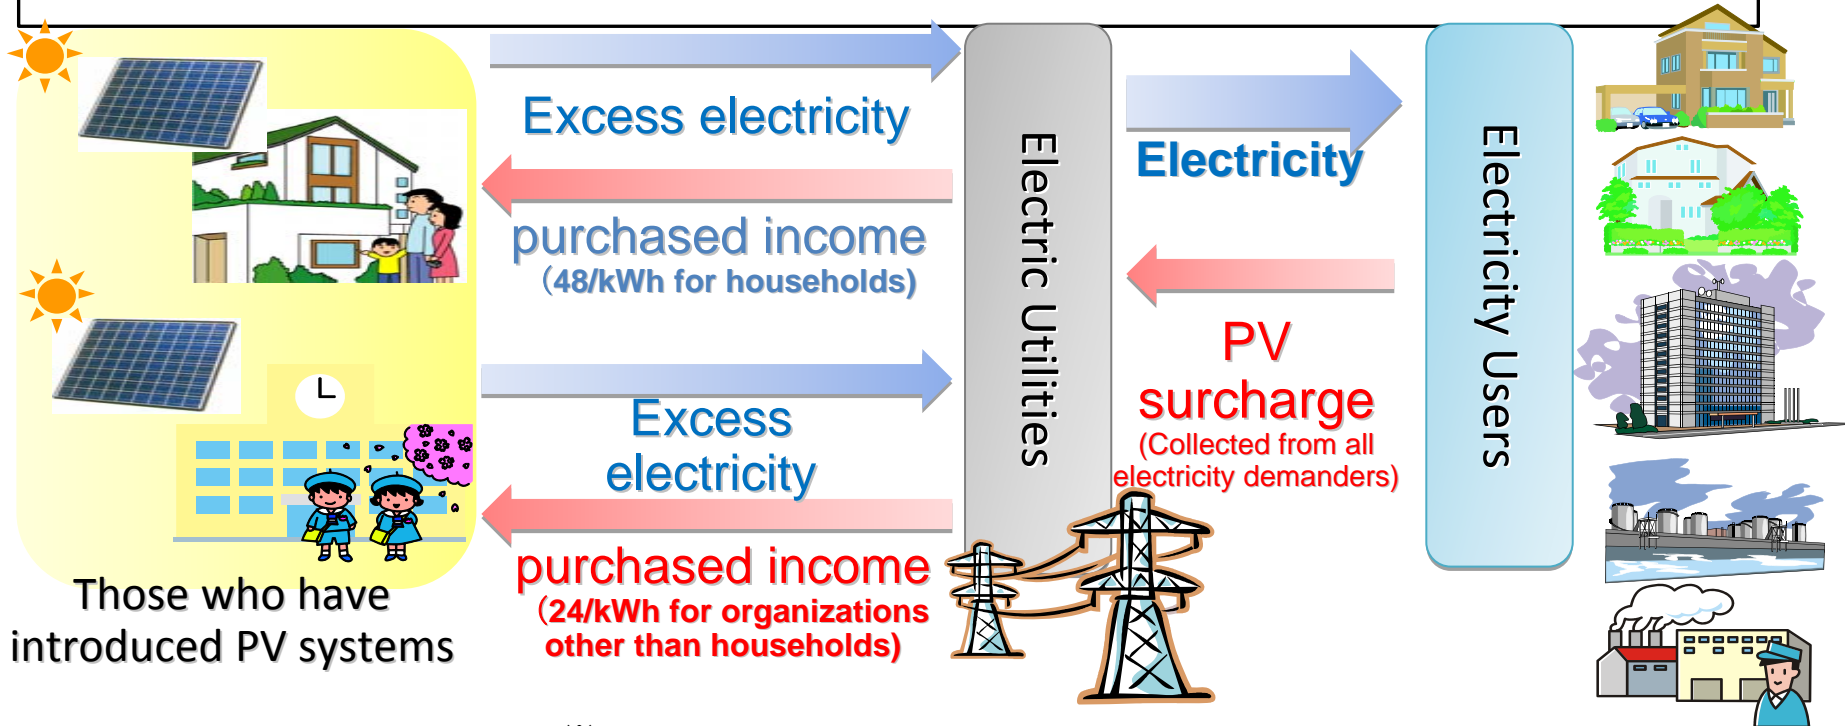 Excess electricity
purchased income
（48/kWh for households)
Excess
electricity
purchased income
（24/kWh for organizations
other than households)
Those who have
introduced PV systems
Electric Utilities
Electricity
PV
surcharge
(Collected from all
electricity demanders)
Electricity Users